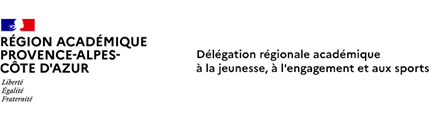 RÉGION ACADÉMIQUE
PROVENCE-ALPES-
CÔTE D'AZUR
Liberté
Égalité
Fraternité
Délégation régionale académique
à la jeunesse, à l'engagement et aux sports